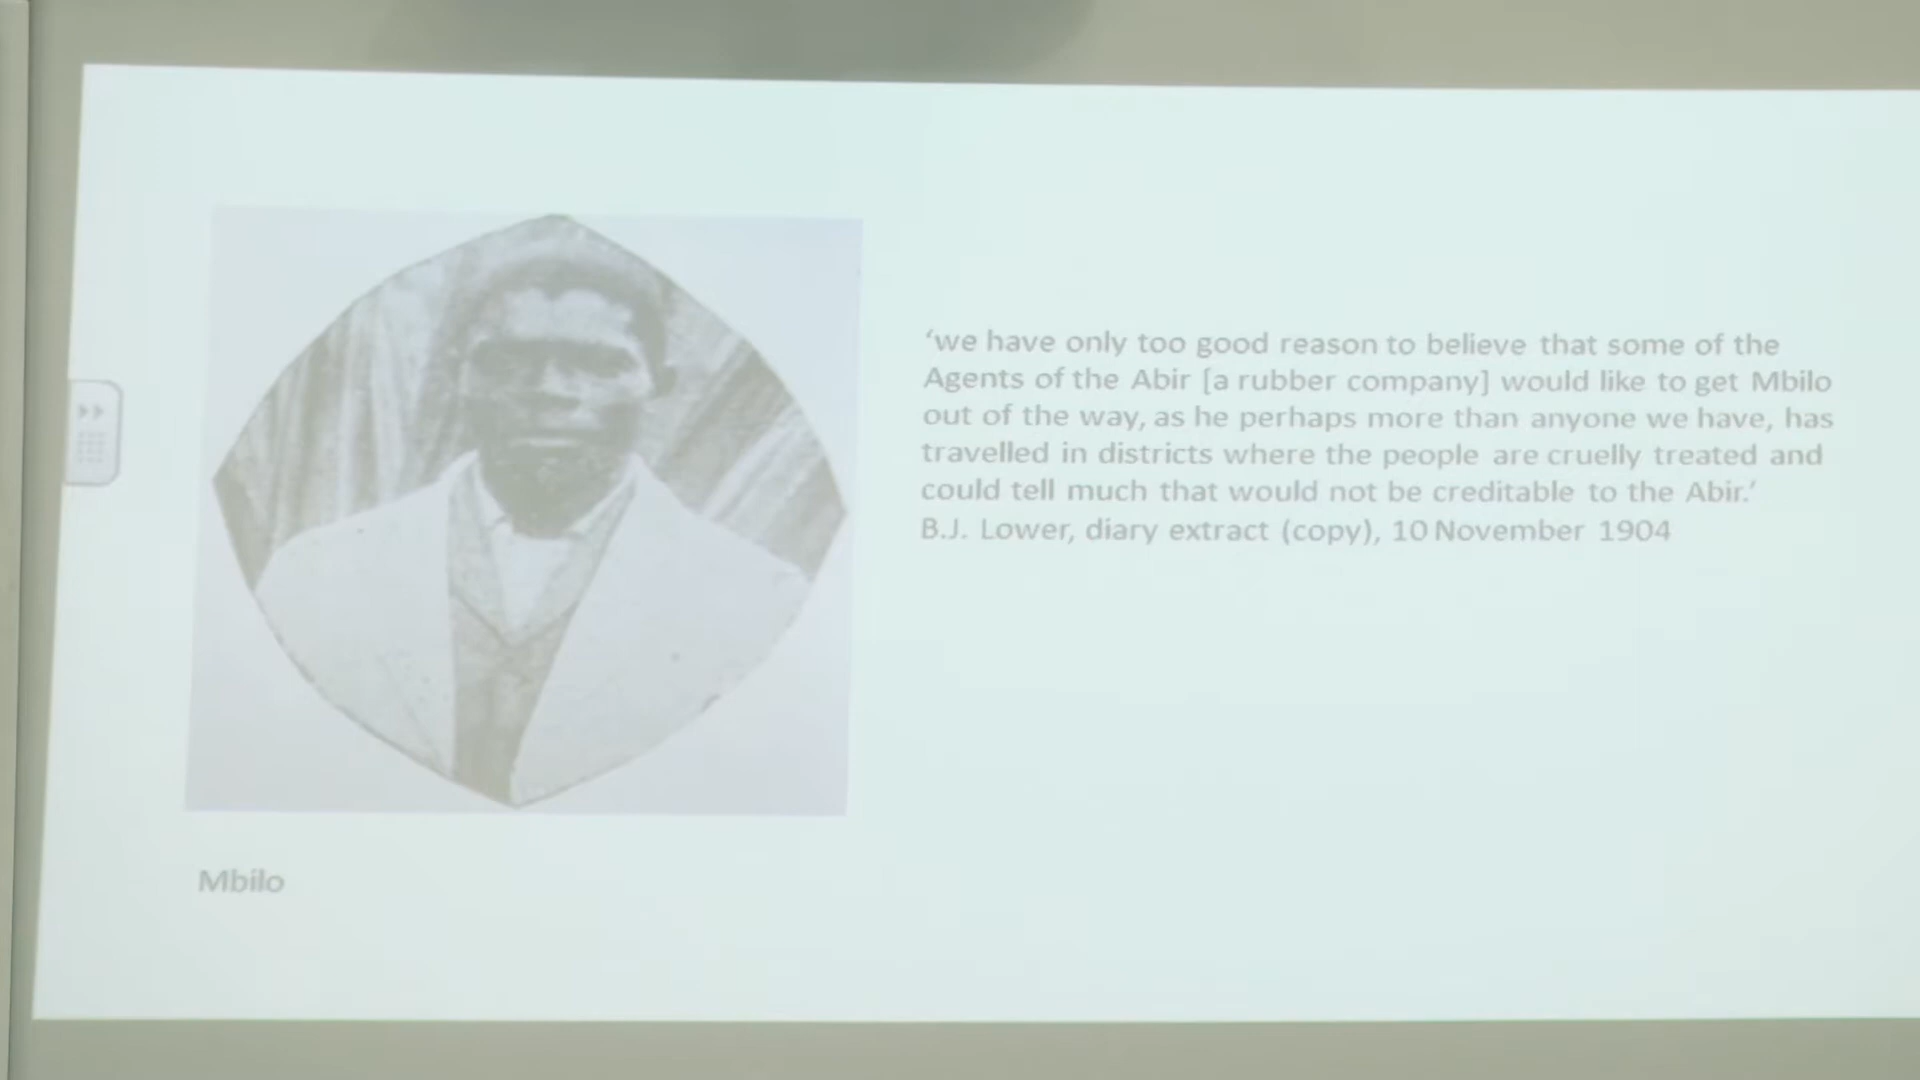 ‘we have only too good reason to believe that some of the
Agents of the Abir [a rubber company] would like to get Mbilo
out of the way, as he perhaps more than anyone we have, has
travelled in districts where the people are cruelly treated and
could tell much that would not be creditable to the Abir.’
B.J. Lower, diary extract (copy), 10 November 1904
Mbilo